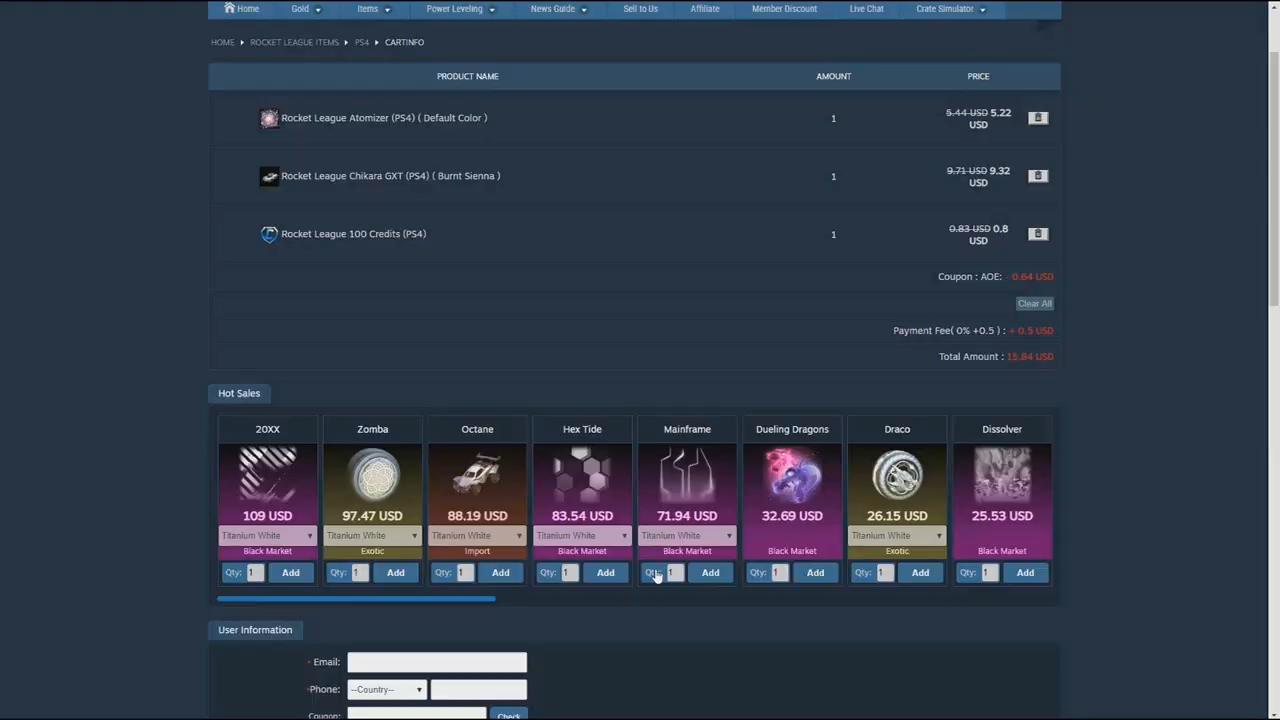 Home Gold Items Power Leveling News Guide Sell to Us Affiliate Member Discount Live Chat Crate Simulator
HOME ROCKET LEAGUE ITEMS PS4 CARTINFO
PRODUCT NAME AMOUNT PRICE
Rocket League Atomizer (PS4) ( Default Color ) 1 5.44 USD 5.22
USD
Rocket League Chikara GXT (PS4) ( Burnt Sienna ) 1 9.71 USD 9.32
USD
Rocket League 100 Credits (PS4) 1 0.83 USD 0.8
USD
Coupon : AOE: - 0.64 USD
Clear All
Payment Fee( 0% +0.5 ) : + 0.5 USD
Total Amount : 15.84 USD
Hot Sales
20XX Zomba Octane Hex Tide Mainframe Dueling Dragons Draco Dissolver
109 USD 97.47 USD 88.19 USD 83.54 USD 71.94 USD 32.69 USD 26.15 USD 25.53 USD
Titanium White Titanium White Titanium White Titanium White Titanium White Titanium White
Black Market Exotic Import Black Market Black Market Black Market Exotic Black Market
Qty: 1 Add Qty: 1 Add Qty: 1 Add Qty: 1 Add Qty: 1 Add Qty: 1 Add Qty: 1 Add Qty: 1 Add
User Information
* Email:
*Phone: --Country--
Coupon: Check